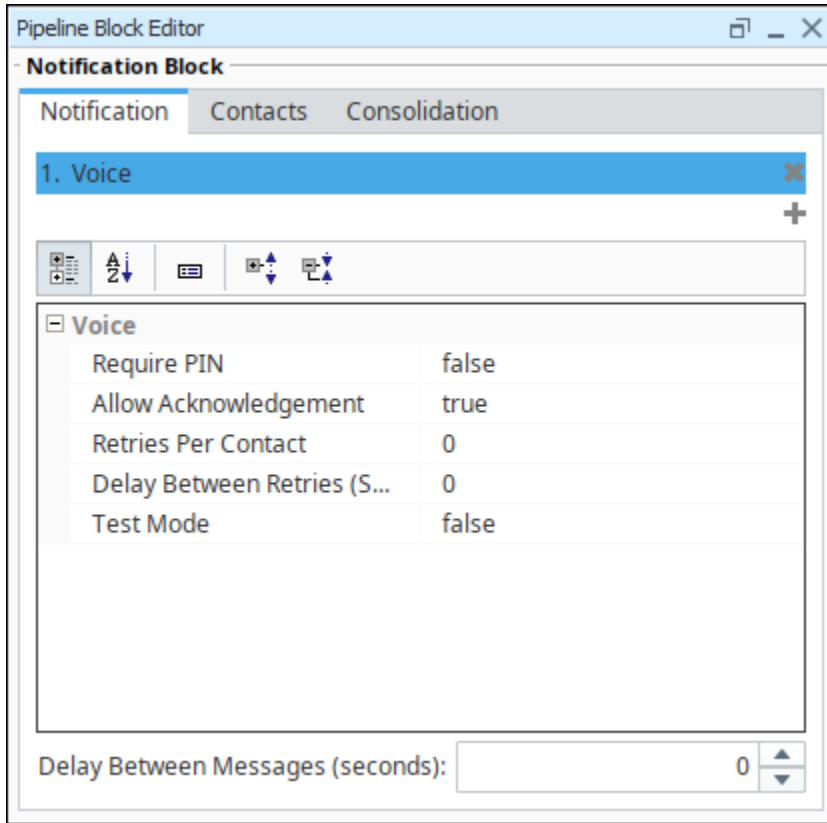 Pipeline Block Editor
Notification Block
Notification Contacts Consolidation
1. Voice
Voice
Require PIN false
Allow Acknowledgement true
Retries Per Contact 0
Delay Between Retries (S... 0
Test Mode false
Delay Between Messages (seconds): 0